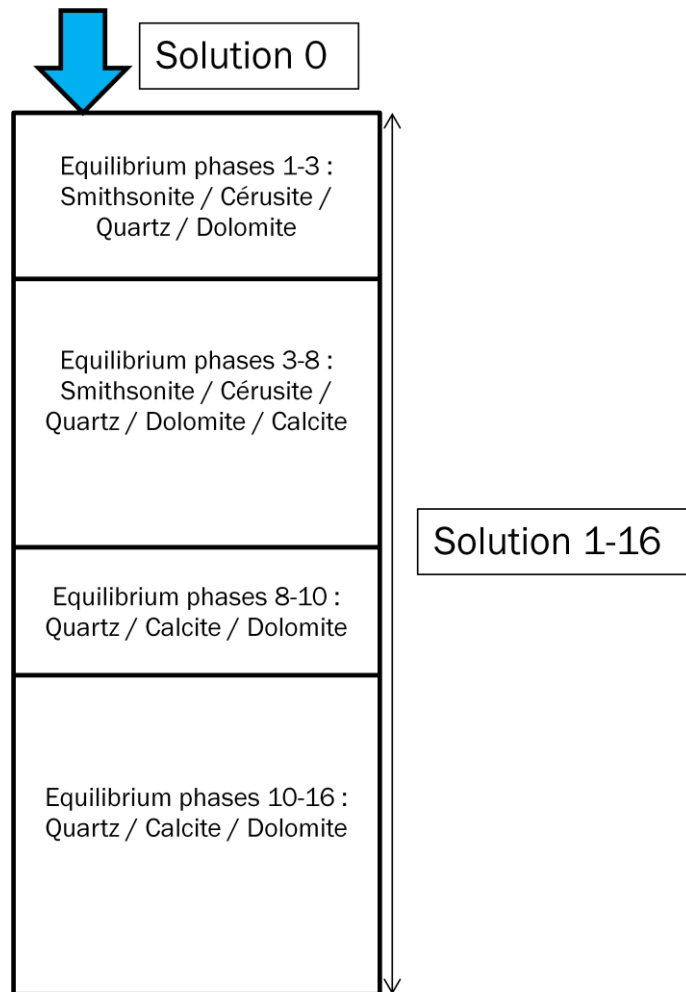 Solution 0
Equilibrium phases 1-3 :
Smithsonite / Cérusite /
Quartz / Dolomite
Equilibrium phases 3-8 :
Smithsonite / Cérusite /
Quartz / Dolomite / Calcite
Solution 1-16
Equilibrium phases 8-10 :
Quartz / Calcite / Dolomite
Equilibrium phases 10-16 :
Quartz / Calcite / Dolomite